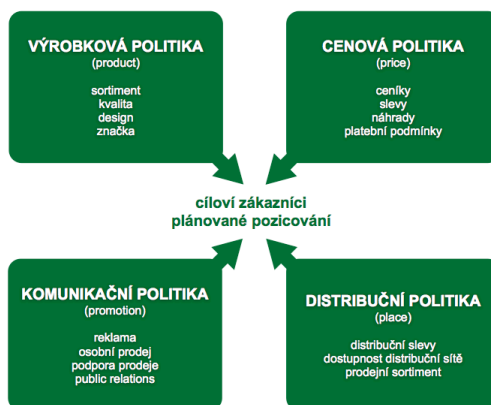 VÝROBKOVÁ POLITIKA
(product)
sortiment
kvalita
design
značka
CENOVÁ POLITIKA
(price)
ceníky
slevy
náhrady
platební podmínky
cíloví zákazníci
plánované pozicování
KOMUNIKAČNÍ POLITIKA
(promotion)
reklama
osobní prodej
podpora prodeje
public relations
DISTRIBUČNÍ POLITIKA
(place)
distribuční slevy
dostupnost distribuční sítě
prodejní sortiment